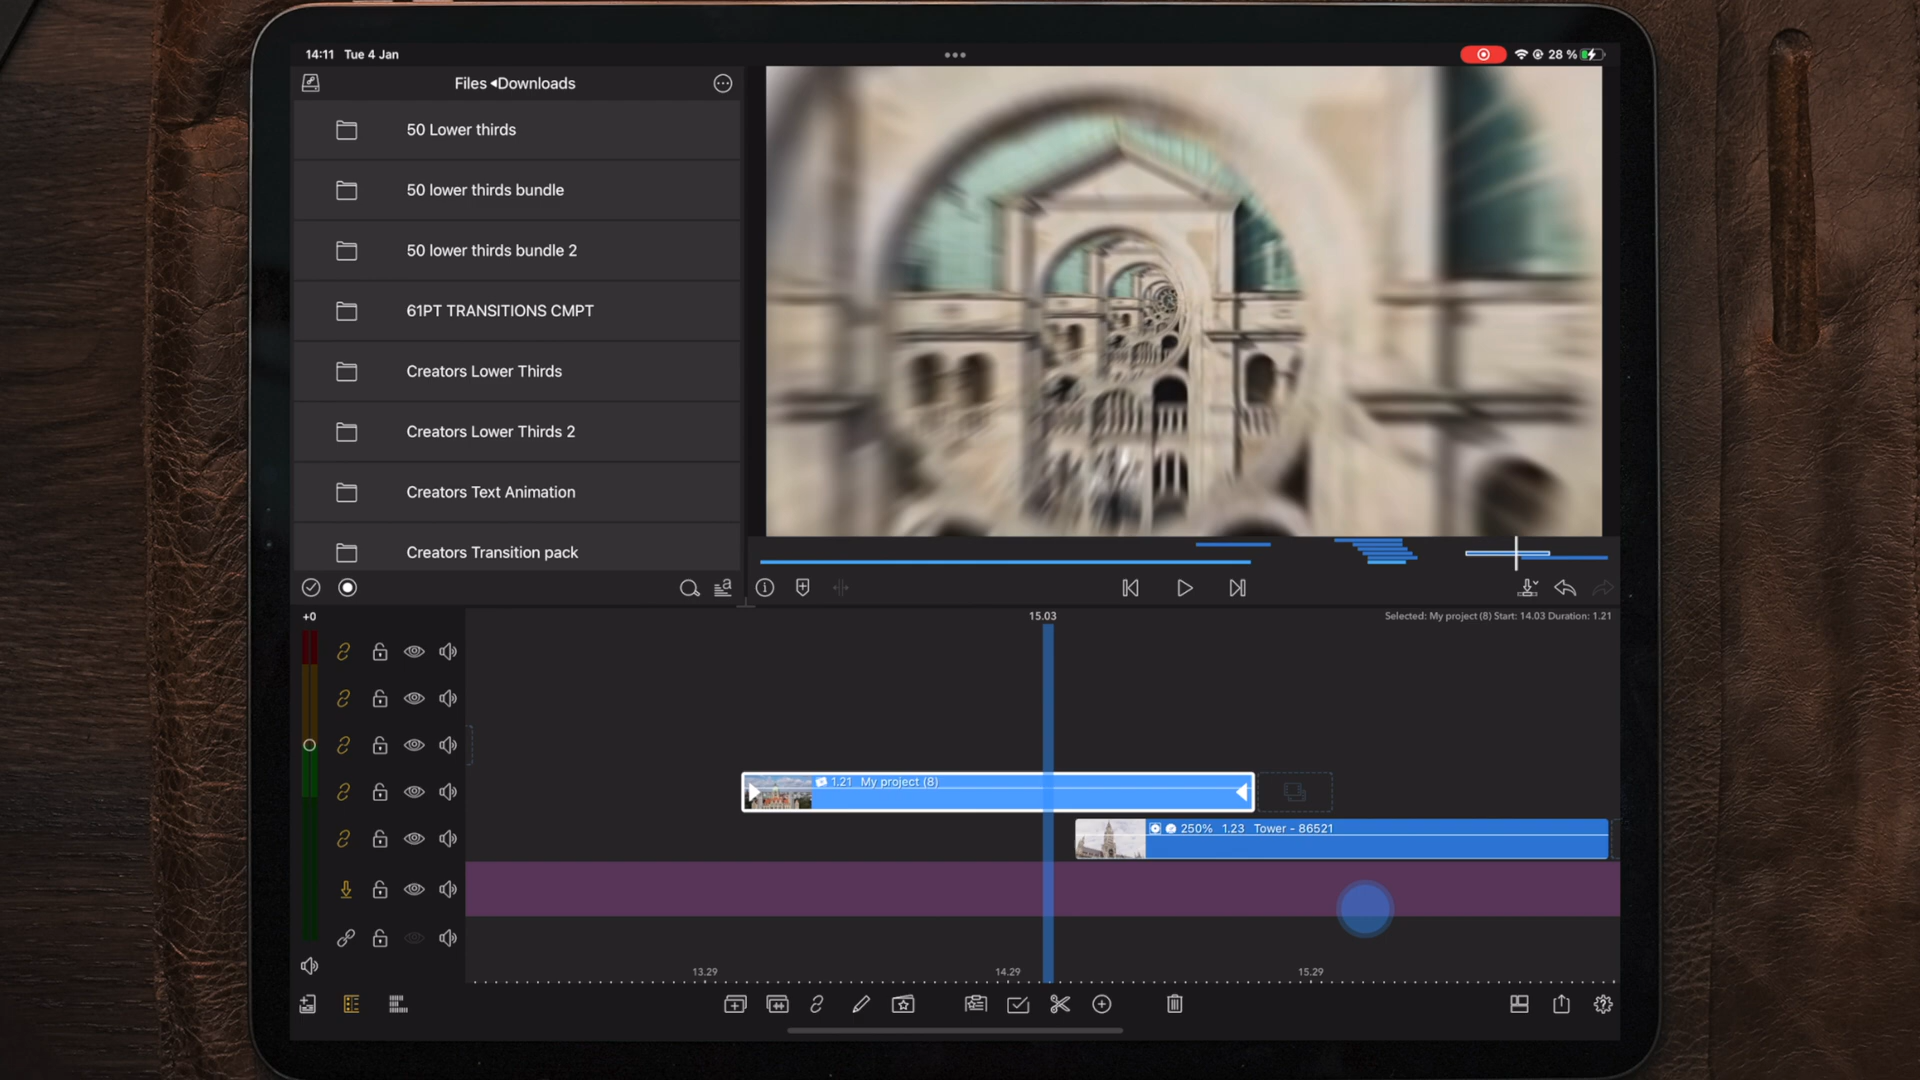 14:11 Tue 4 Jan
28 %
Files ◂Downloads
50 Lower thirds
50 lower thirds bundle
50 lower thirds bundle 2
61PT TRANSITIONS CMPT
Creators Lower Thirds
Creators Lower Thirds 2
Creators Text Animation
Creators Transition pack
+0
15.03
Selected: My project (8) Start: 14.03 Duration: 1.21
1.21 My project (8)
250% 1.23 Tower - 86521
13.29
14.29
15.29